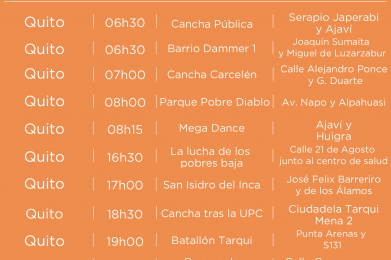 Quito 06h30 Cancha Pública Serapio Japerabi
y Ajaví
Quito 06h30 Barrio Dammer 1 Joaquín Sumaita
y Miguel de Luzarzabur
Quito 07h00 Cancha Carcelén Calle Alejandro Ponce
y G. Duarte
Quito 08h00 Parque Pobre Diablo Av. Napo y Alpahuasi
Quito 08h15 Mega Dance Ajaví y
Huigra
Quito 16h30 La lucha de los
pobres baja Calle 21 de Agosto
junto al centro de salud
Quito 17h00 San Isidro del Inca José Felix Barreriro
y de los Álamos
Quito 18h30 Cancha tras la UPC Ciudadela Tarqui
Mena 2
Quito 19h00 Batallón Tarqui Punta Arenas y
S131